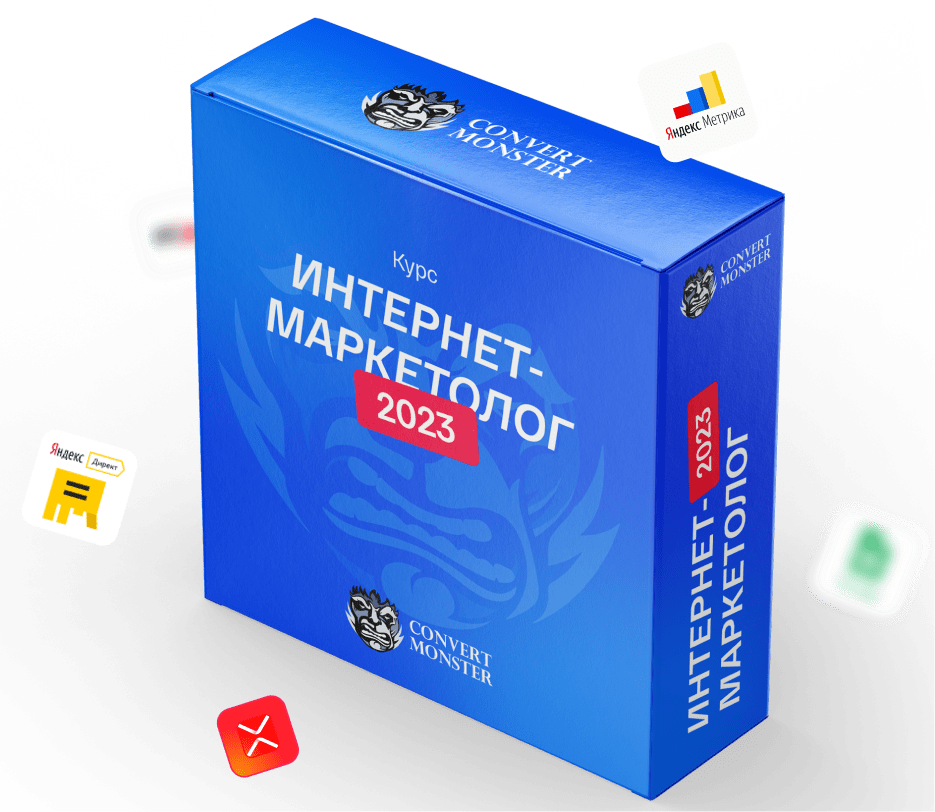 CONVERT
MONSTER
Яндекс Метрика
Курс
ИНТЕРНЕТ-
МАРКЕТОЛОГ
2023
CONVERT
MONSTER
CONVERT
MONSTER
ИНТЕРНЕТ-
2023
МАРКЕТОЛОГ
Яндекс
Директ